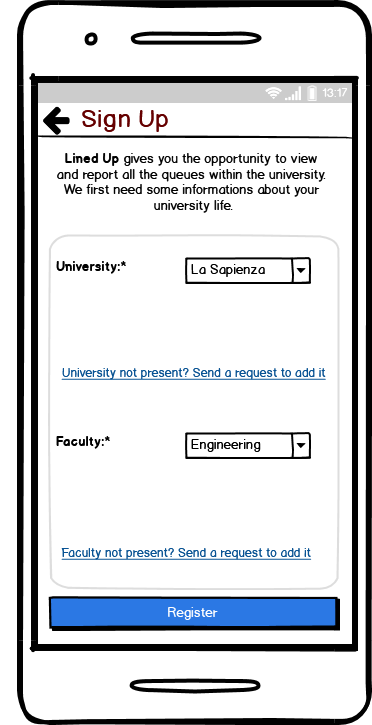 13:17
Sign Up
Lined Up gives you the opportunity to view
and report all the queues within the university.
We first need some informations about your
university life.
University:*
La Sapienza
University not present? Send a request to add it
Faculty:*
Engineering
Faculty not present? Send a request to add it
Register